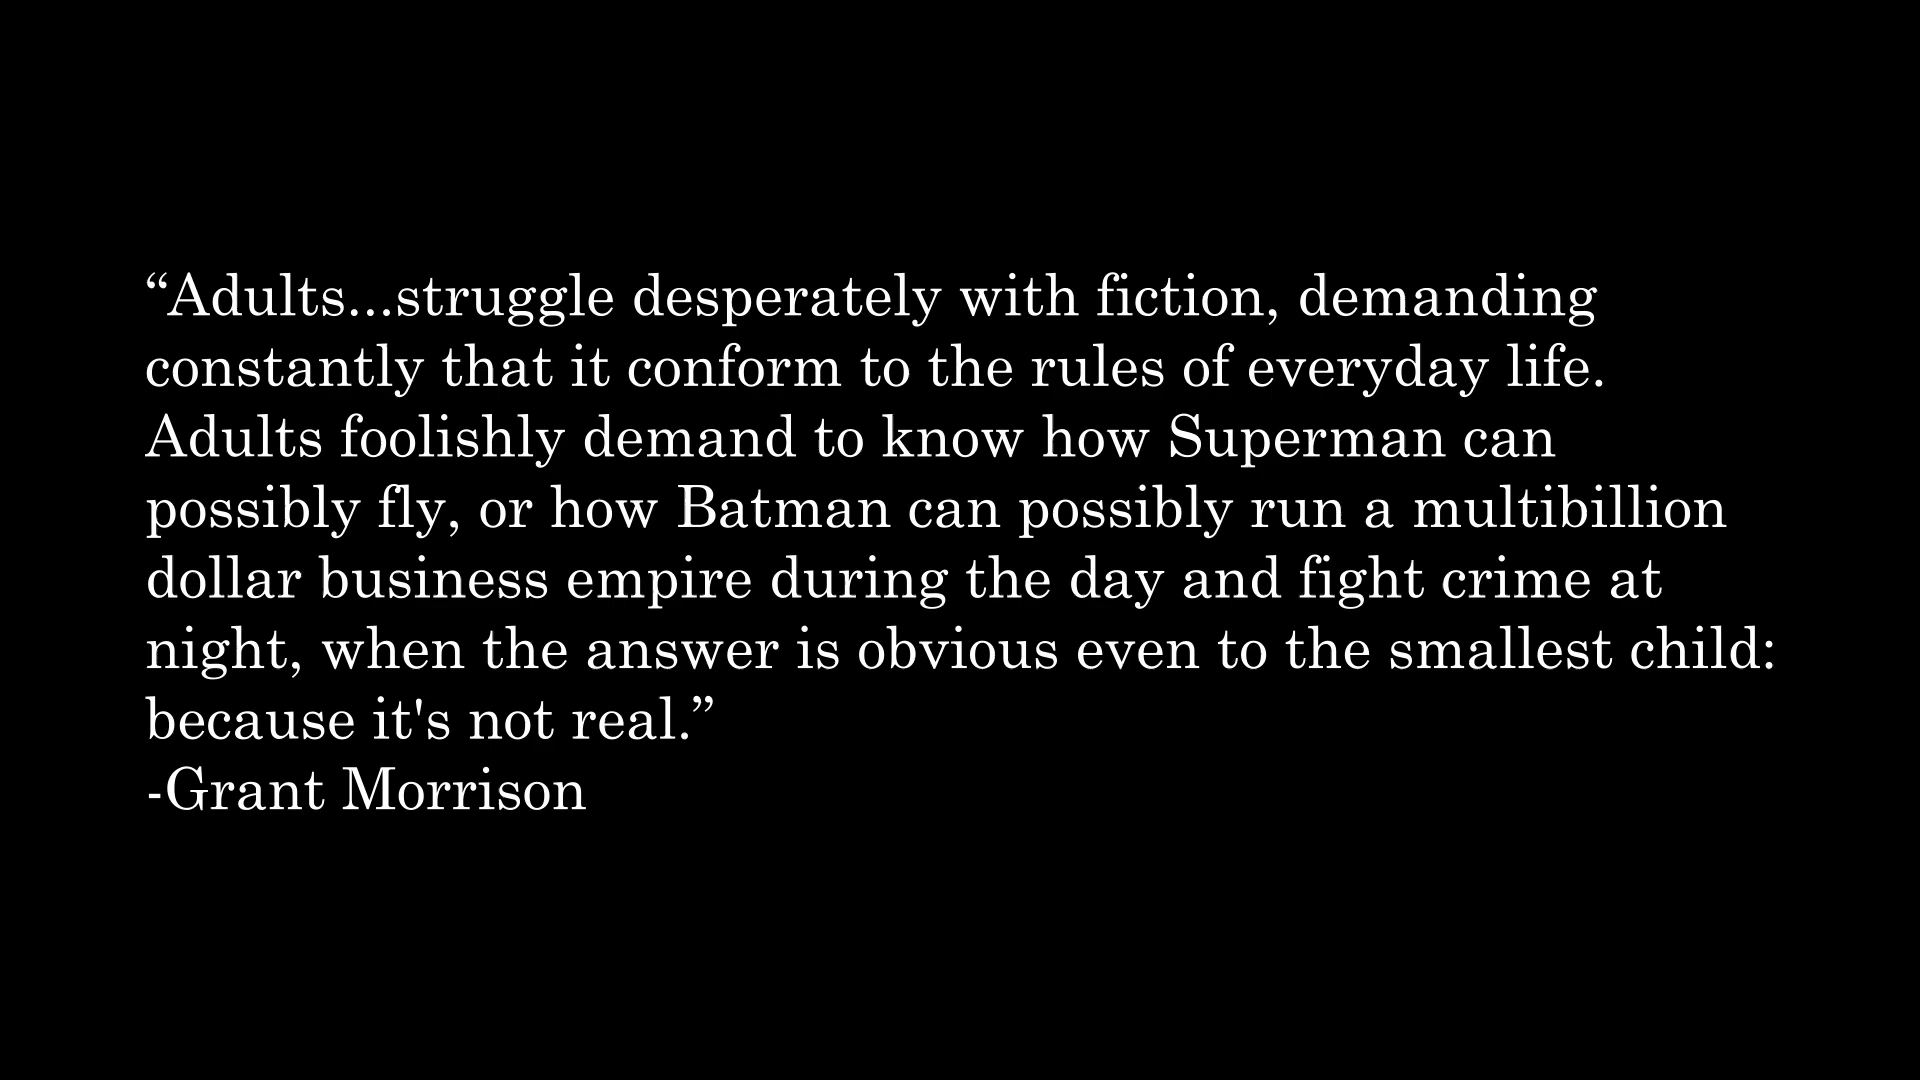 “Adults...struggle desperately with fiction, demanding
constantly that it conform to the rules of everyday life.
Adults foolishly demand to know how Superman can
possibly fly, or how Batman can possibly run a multibillion
dollar business empire during the day and fight crime at
night, when the answer is obvious even to the smallest child:
because it's not real.”
-Grant Morrison